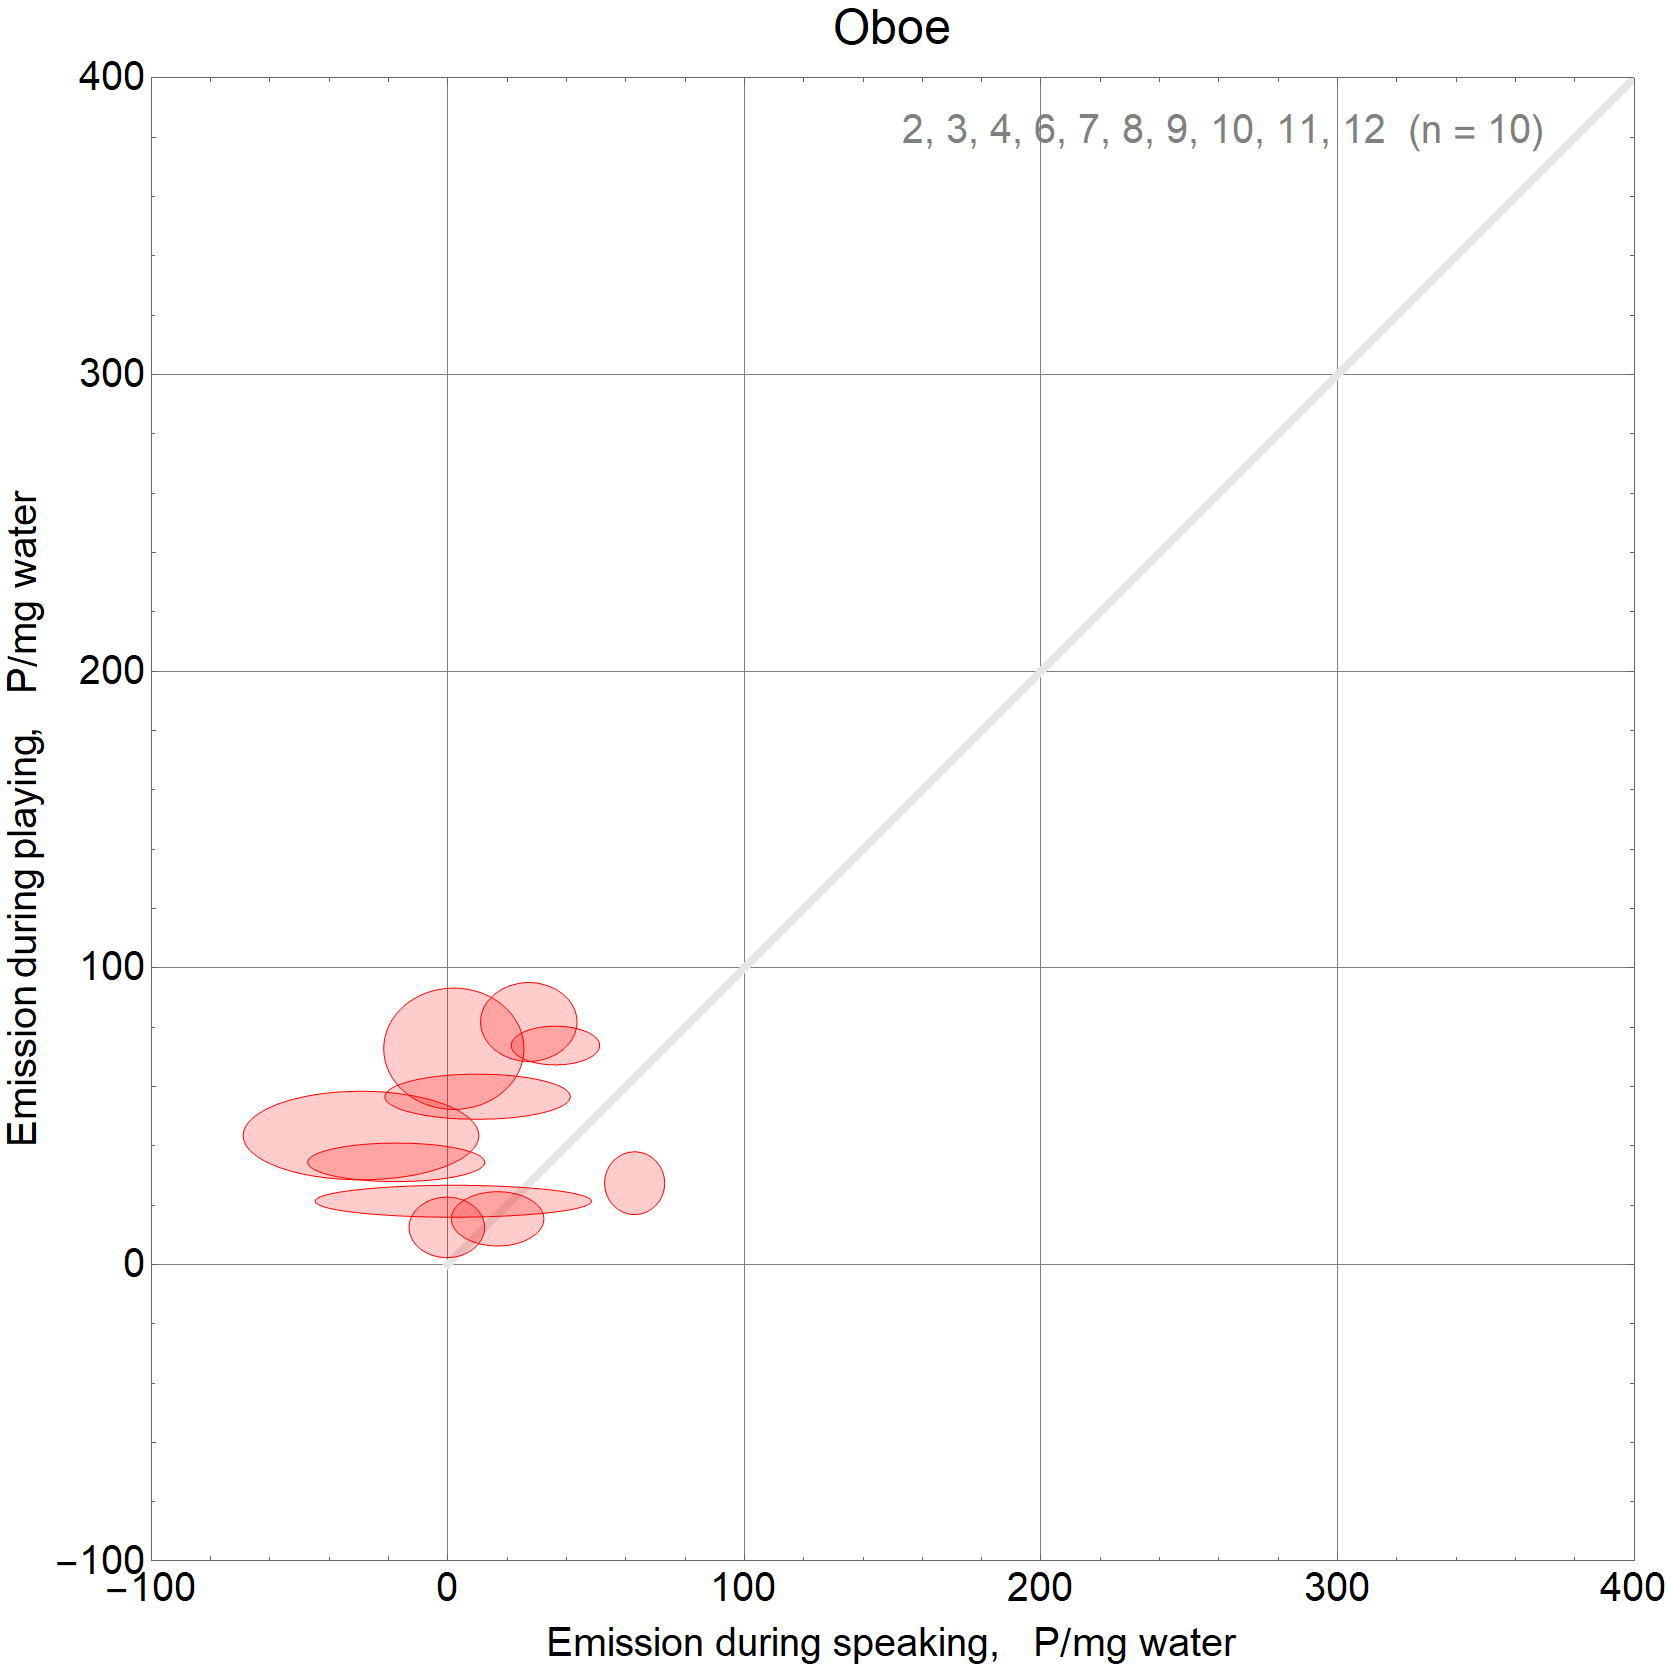 Oboe
400
2, 3, 4, 6, 7, 8, 9, 10, 11, 12 (n = 10)
300
200
100
0
−100
Emission during playing, P/mg water
−100 0 100 200 300 400
Emission during speaking, P/mg water